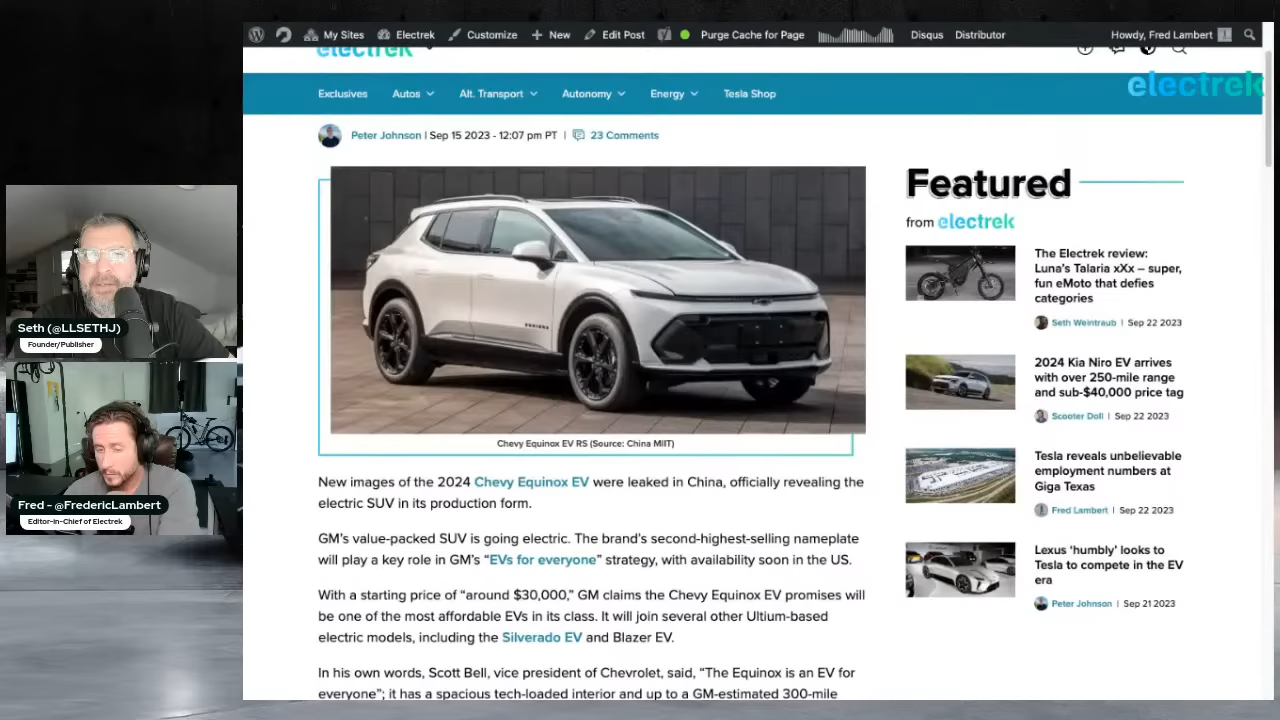 My Sites
Electrek
Customize
New
Edit Post
Purge Cache for Page
Disqus
Distributor
Howdy, Fred Lambert
electrek
electrek
Exclusives
Autos
Alt. Transport
Autonomy
Energy
Tesla Shop
Peter Johnson | Sep 15 2023 - 12:07 pm PT | 23 Comments
Chevy Equinox EV RS (Source: China MIIT)
New images of the 2024 Chevy Equinox EV were leaked in China, officially revealing the
electric SUV in its production form.
GM's value-packed SUV is going electric. The brand's second-highest-selling nameplate
will play a key role in GM's “EVs for everyone” strategy, with availability soon in the US.
With a starting price of “around $30,000,” GM claims the Chevy Equinox EV promises will
be one of the most affordable EVs in its class. It will join several other Ultium-based
electric models, including the Silverado EV and Blazer EV.
In his own words, Scott Bell, vice president of Chevrolet, said, “The Equinox is an EV for
everyone”; it has a spacious tech-loaded interior and up to a GM-estimated 300-mile
Featured
from electrek
The Electrek review:
Luna's Talaria xXx – super,
fun eMoto that defies
categories
Seth Weintraub | Sep 22 2023
2024 Kia Niro EV arrives
with over 250-mile range
and sub-$40,000 price tag
Scooter Doll | Sep 22 2023
Tesla reveals unbelievable
employment numbers at
Giga Texas
Fred Lambert | Sep 22 2023
Lexus ‘humbly’ looks to
Tesla to compete in the EV
era
Peter Johnson | Sep 21 2023
Seth (@LLSETHJ)
Founder/Publisher
Fred - @FredericLambert
Editor-in-Chief of Electrek